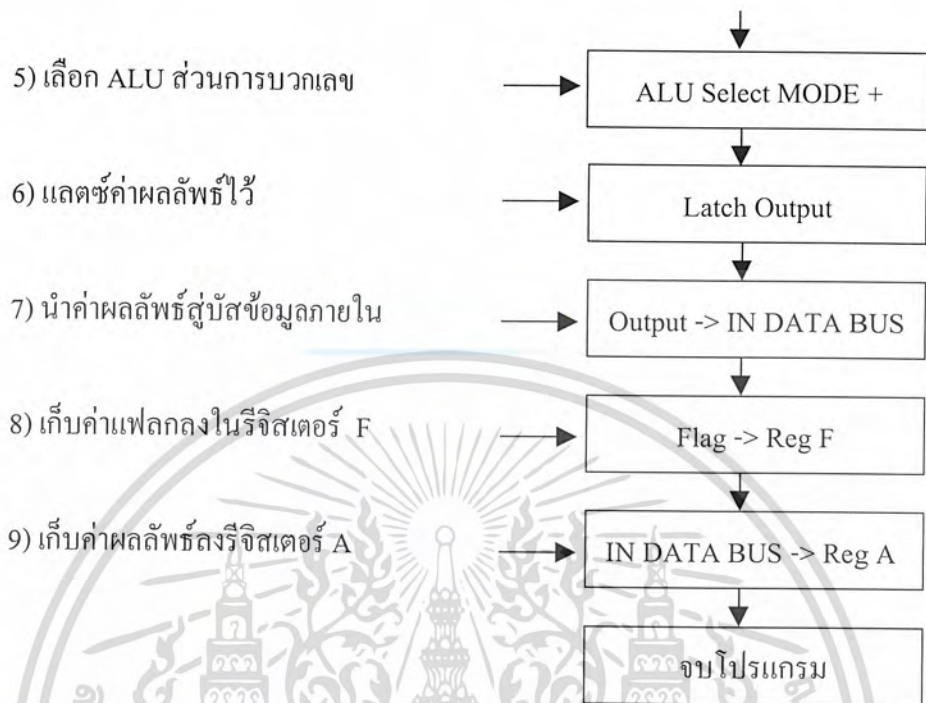 5) เลือก ALU ส่วนการบวกเลข
ALU Select MODE +
6) แลตซ์ค่าผลลัพธ์ไว้
Latch Output
7) นำค่าผลลัพธ์สู่บัสข้อมูลภายใน
Output -> IN DATA BUS
8) เก็บค่าแฟลกลงในรีจิสเตอร์ F
Flag -> Reg F
9) เก็บค่าผลลัพธ์ลงรีจิสเตอร์ A
IN DATA BUS -> Reg A
จบโปรแกรม